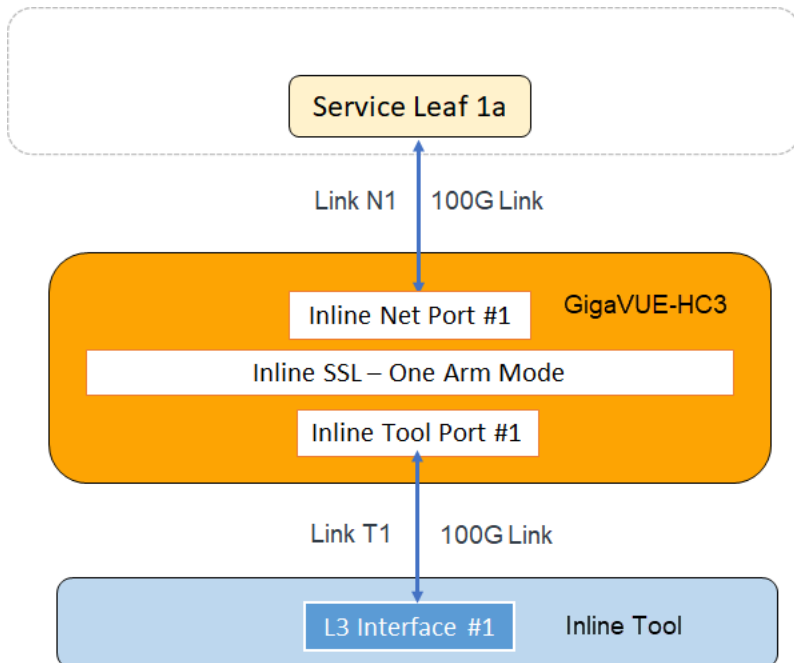 Service Leaf 1a
Link N1 100G Link
Inline Net Port #1
GigaVUE-HC3
Inline SSL – One Arm Mode
Inline Tool Port #1
Link T1 100G Link
L3 Interface #1
Inline Tool